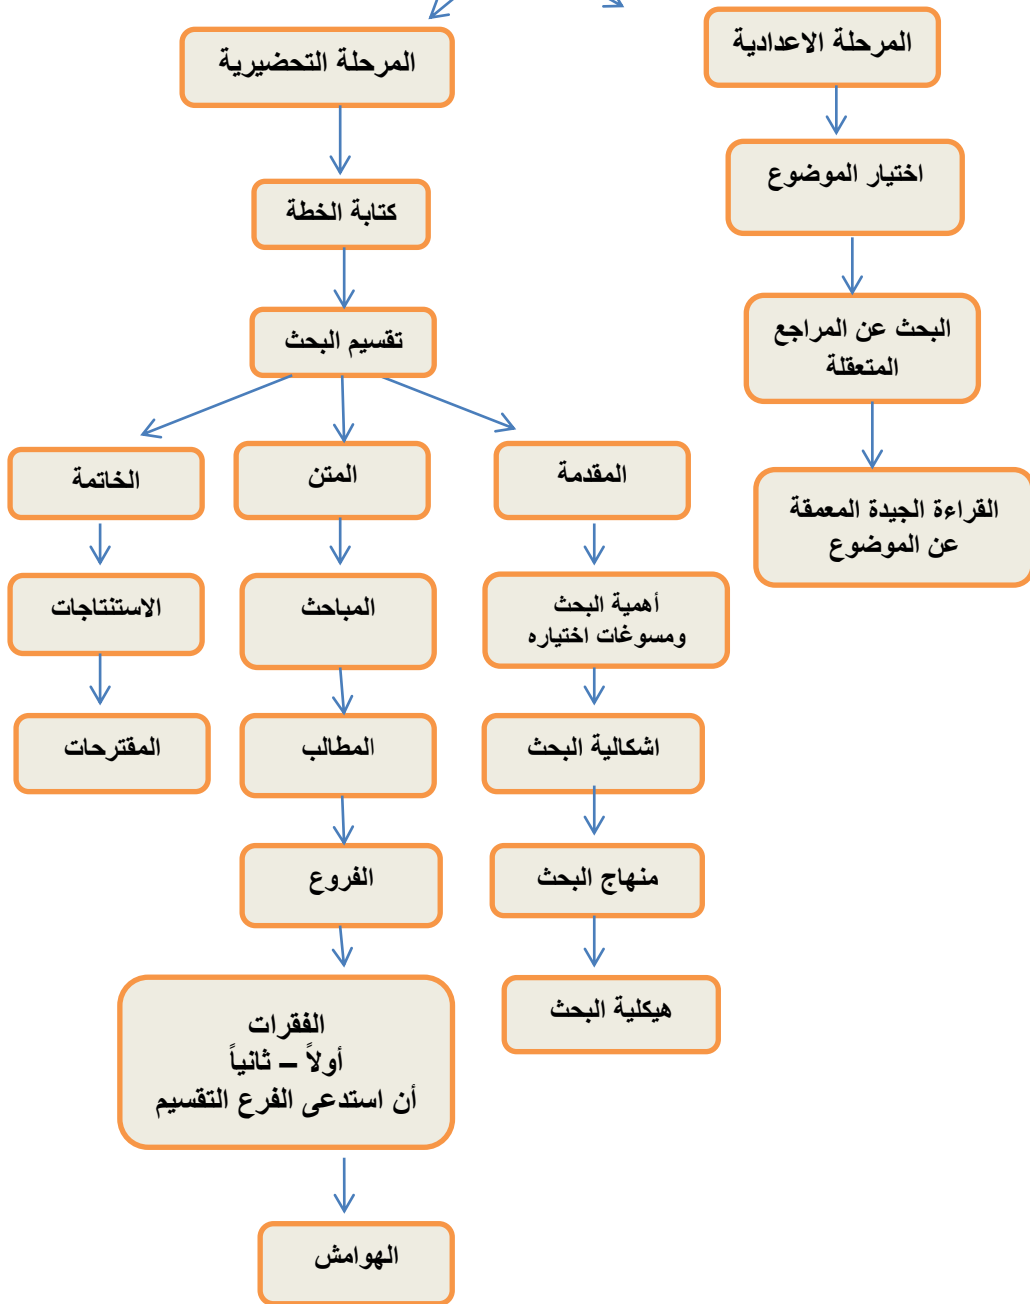 المرحلة الاعدادية
المرحلة التحضيرية
اختيار الموضوع
كتابة الخطة
البحث عن المراجع
المتعقلة
تقسيم البحث
القراءة الجيدة المعمقة
عن الموضوع
المقدمة
المتن
الخاتمة
أهمية البحث
ومسوغات اختياره
المباحث
الاستنتاجات
اشكالية البحث
المطالب
المقترحات
منهاج البحث
الفروع
هيكلية البحث
الفقرات
أولاً – ثانياً
أن استدعى الفرع التقسيم
الهوامش